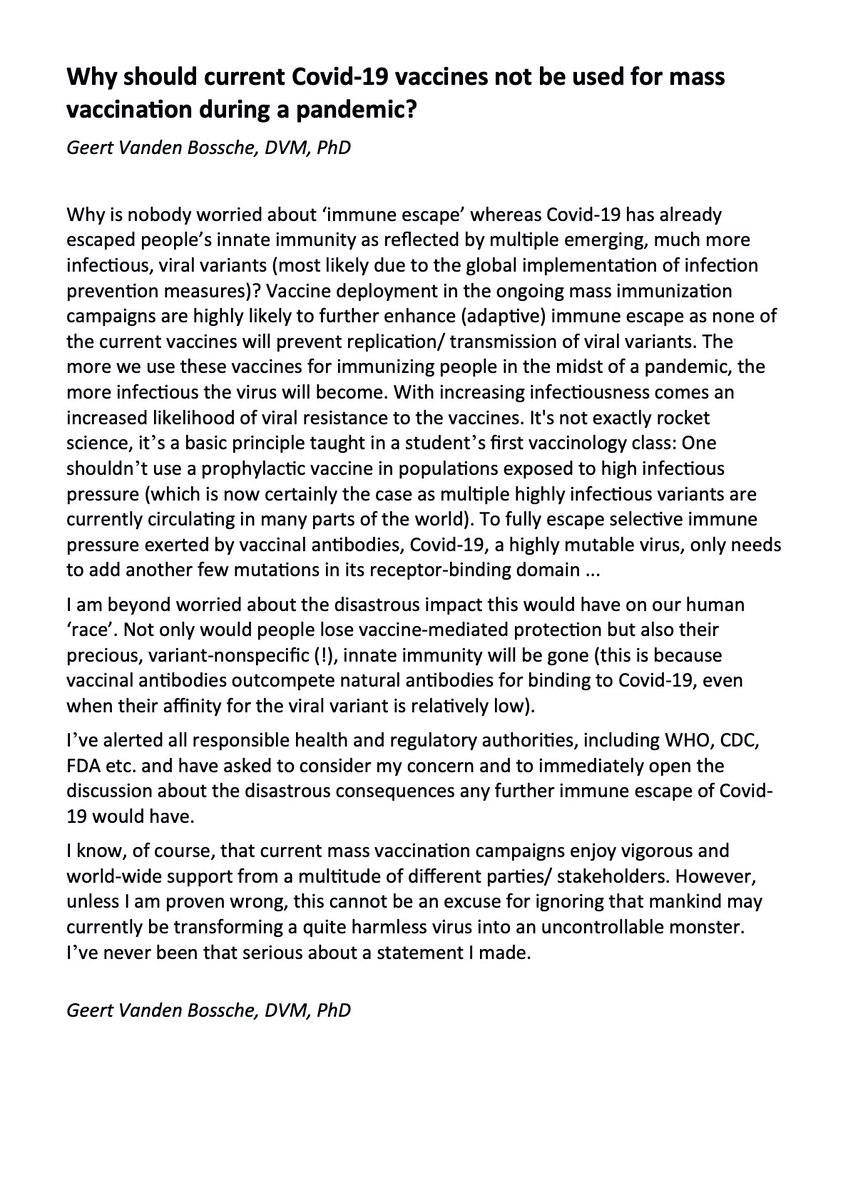 Why should current Covid-19 vaccines not be used for mass
vaccination during a pandemic?
Geert Vanden Bossche, DVM, PhD
Why is nobody worried about ‘immune escape’ whereas Covid-19 has already
escaped people’s innate immunity as reflected by multiple emerging, much more
infectious, viral variants (most likely due to the global implementation of infection
prevention measures)? Vaccine deployment in the ongoing mass immunization
campaigns are highly likely to further enhance (adaptive) immune escape as none of
the current vaccines will prevent replication/ transmission of viral variants. The
more we use these vaccines for immunizing people in the midst of a pandemic, the
more infectious the virus will become. With increasing infectiousness comes an
increased likelihood of viral resistance to the vaccines. It's not exactly rocket
science, it’s a basic principle taught in a student’s first vaccinology class: One
shouldn’t use a prophylactic vaccine in populations exposed to high infectious
pressure (which is now certainly the case as multiple highly infectious variants are
currently circulating in many parts of the world). To fully escape selective immune
pressure exerted by vaccinal antibodies, Covid-19, a highly mutable virus, only needs
to add another few mutations in its receptor-binding domain ...
I am beyond worried about the disastrous impact this would have on our human
‘race’. Not only would people lose vaccine-mediated protection but also their
precious, variant-nonspecific (!), innate immunity will be gone (this is because
vaccinal antibodies outcompete natural antibodies for binding to Covid-19, even
when their affinity for the viral variant is relatively low).
I’ve alerted all responsible health and regulatory authorities, including WHO, CDC,
FDA etc. and have asked to consider my concern and to immediately open the
discussion about the disastrous consequences any further immune escape of Covid-
19 would have.
I know, of course, that current mass vaccination campaigns enjoy vigorous and
world-wide support from a multitude of different parties/ stakeholders. However,
unless I am proven wrong, this cannot be an excuse for ignoring that mankind may
currently be transforming a quite harmless virus into an uncontrollable monster.
I’ve never been that serious about a statement I made.
Geert Vanden Bossche, DVM, PhD